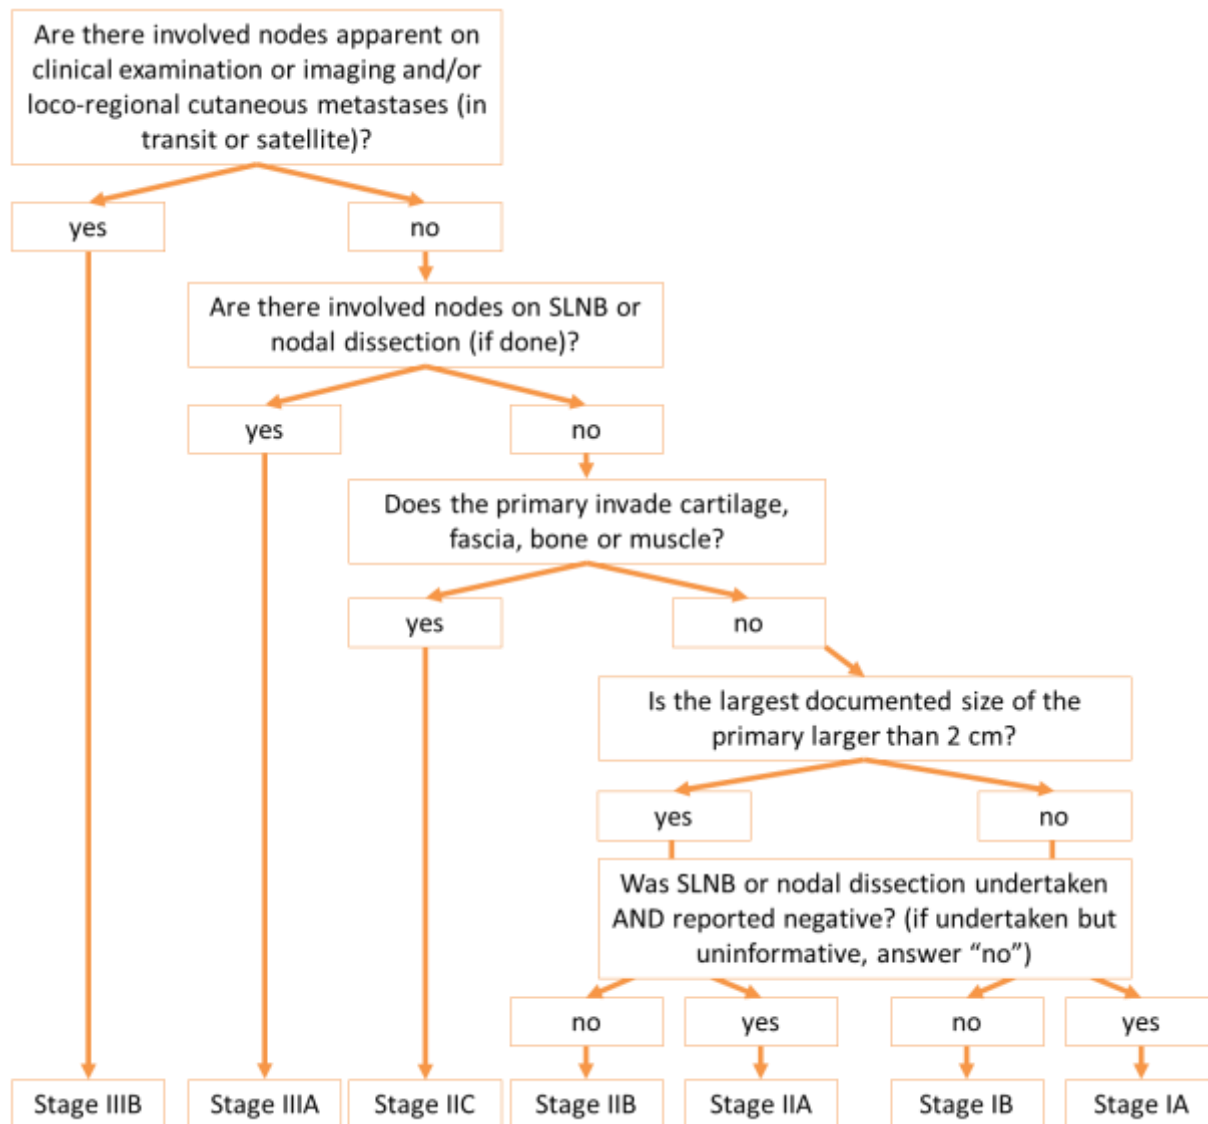 Are there involved nodes apparent on
clinical examination or imaging and/or
loco-regional cutaneous metastases (in
transit or satellite)?
yes
no
Are there involved nodes on SLNB or
nodal dissection (if done)?
yes
no
Does the primary invade cartilage,
fascia, bone or muscle?
yes
no
Is the largest documented size of the
primary larger than 2 cm?
yes
no
Was SLNB or nodal dissection undertaken
AND reported negative? (if undertaken but
uninformative, answer “no”)
no
yes
no
yes
Stage IIIB
Stage IIIA
Stage IIC
Stage IIB
Stage IIA
Stage IB
Stage IA